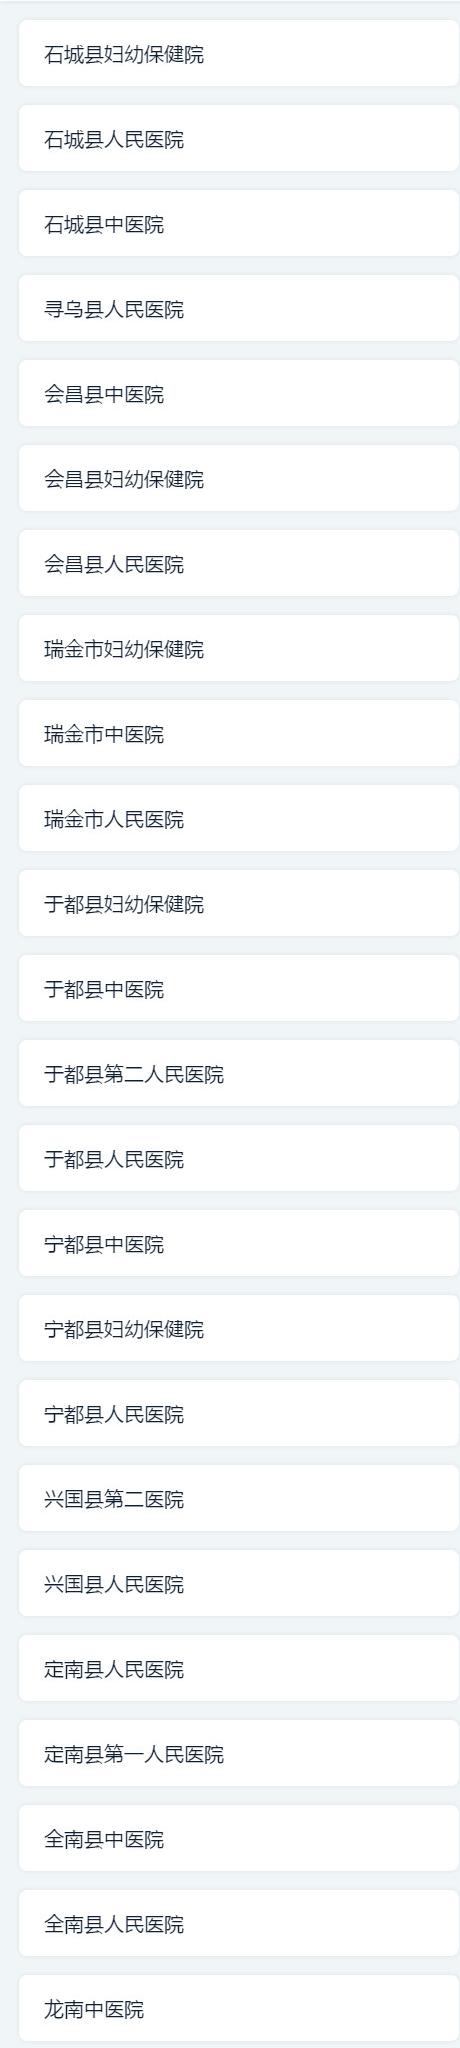 石城县妇幼保健院
石城县人民医院
石城县中医院
寻乌县人民医院
会昌县中医院
会昌县妇幼保健院
会昌县人民医院
瑞金市妇幼保健院
瑞金市中医院
瑞金市人民医院
于都县妇幼保健院
于都县中医院
于都县第二人民医院
于都县人民医院
宁都县中医院
宁都县妇幼保健院
宁都县人民医院
兴国县第二医院
兴国县人民医院
定南县人民医院
定南县第一人民医院
全南县中医院
全南县人民医院
龙南中医院